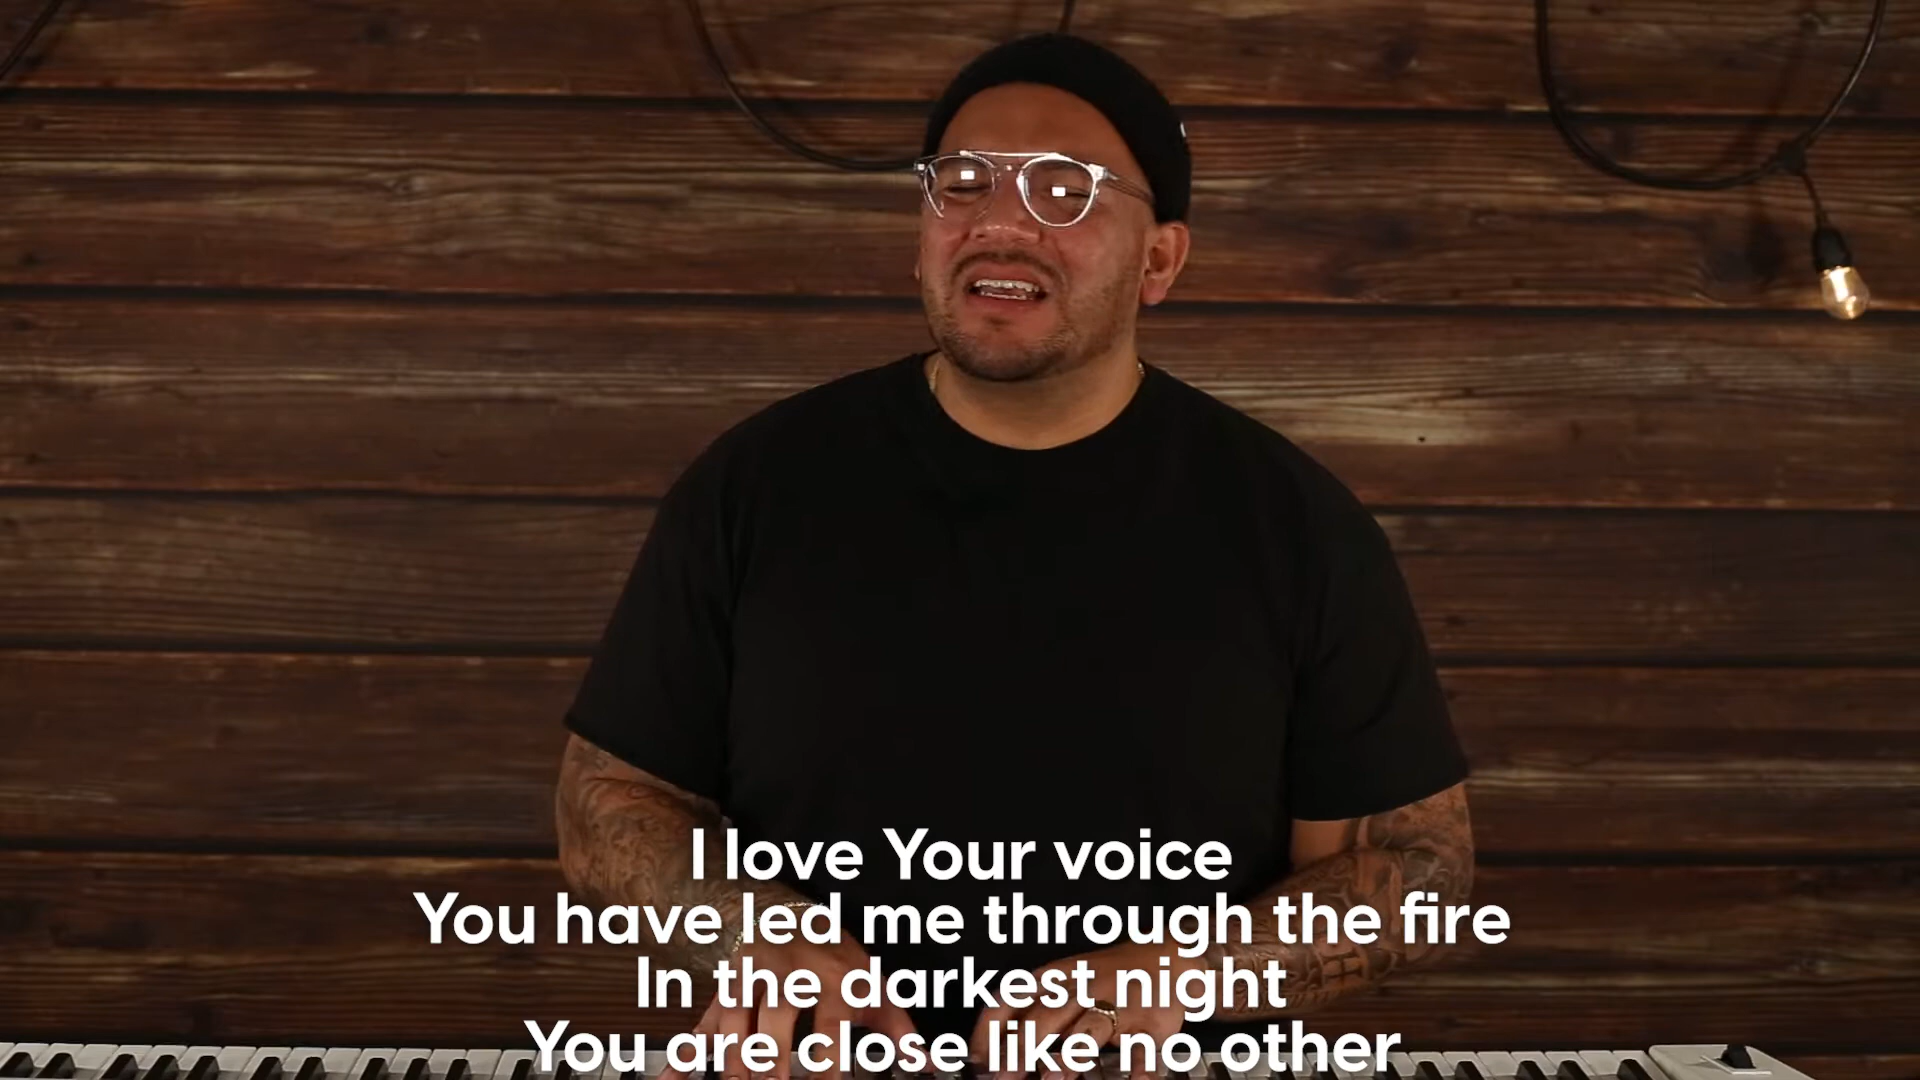 I love Your voice
You have led me through the fire
In the darkest night
You are close like no other